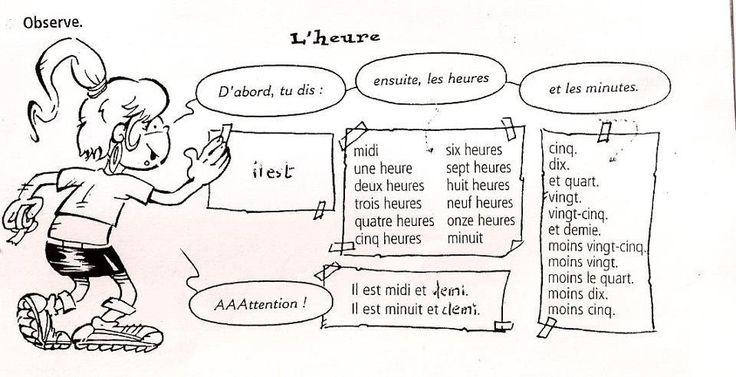 Observe.
L'heure
D'abord, tu dis :
ensuite, les heures
et les minutes.
il est
midi
une heure
deux heures
trois heures
quatre heures
cinq heures
six heures
sept heures
huit heures
neuf heures
onze heures
minuit
cinq.
dix.
et quart.
vingt.
vingt-cinq.
et demie.
moins vingt-cinq.
moins vingt.
moins le quart.
moins dix.
moins cinq.
AAAttention !
Il est midi et demi.
Il est minuit et demi.